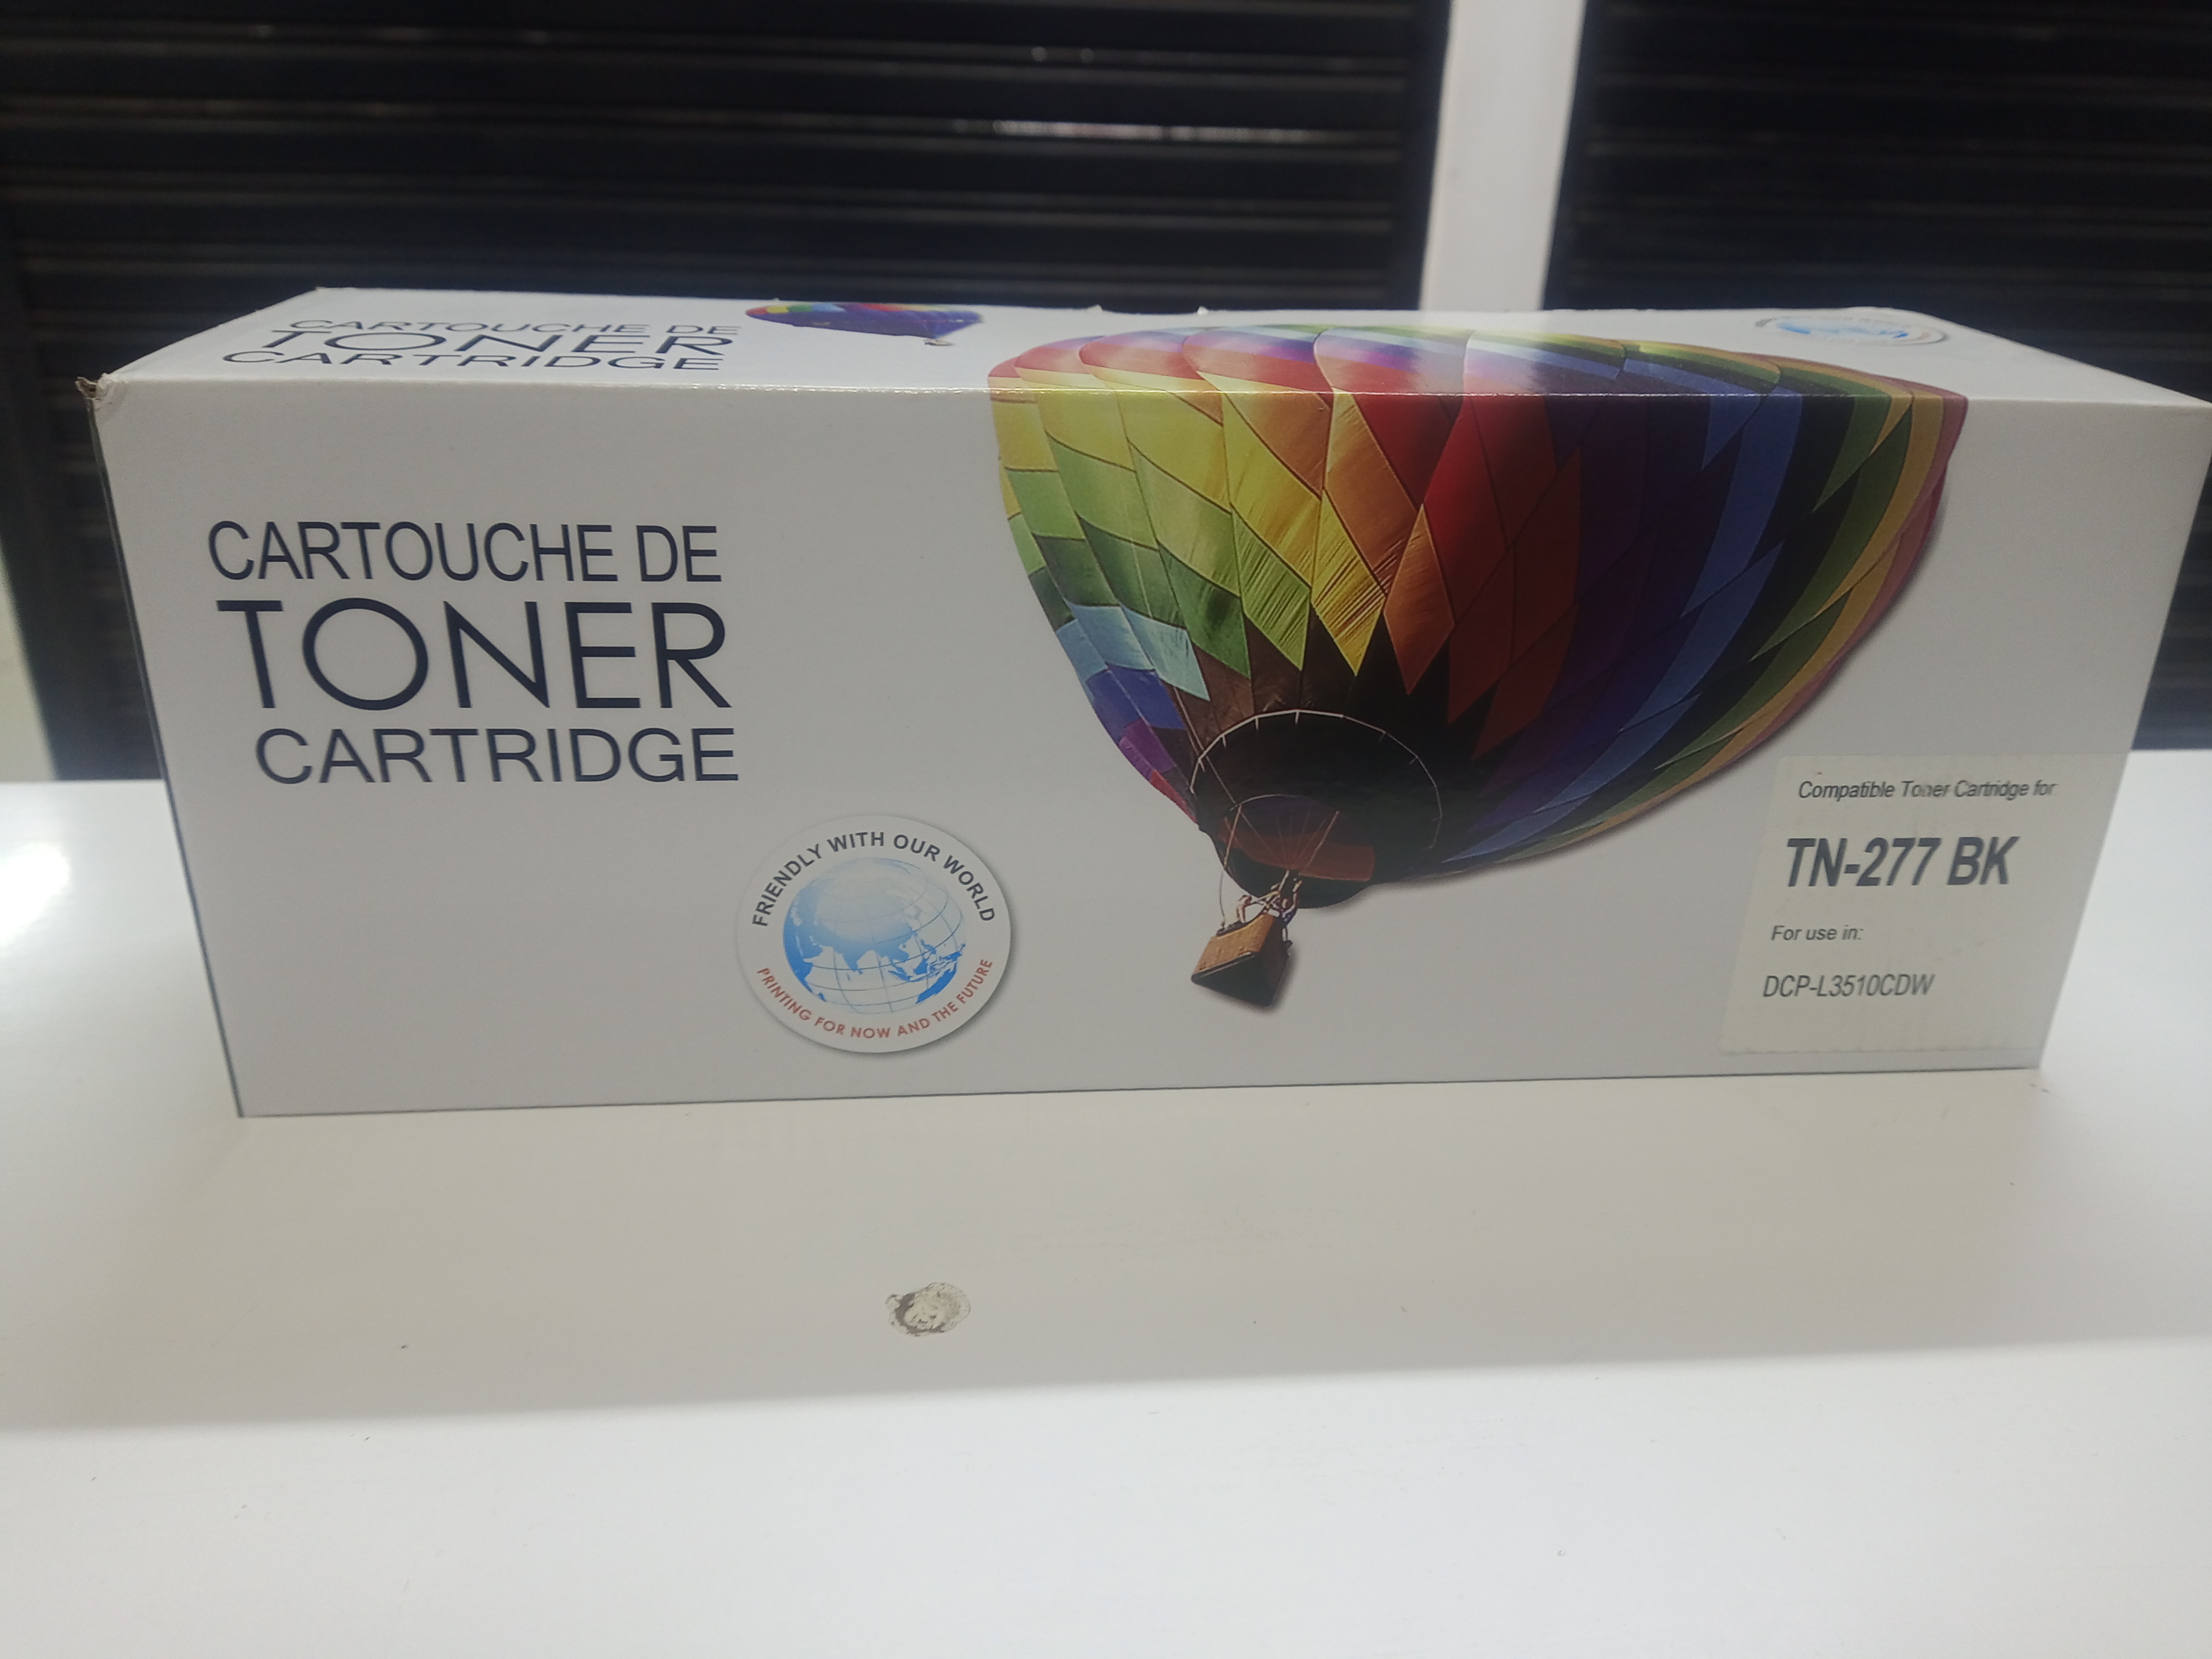 CARTOUCHE DE
TONER
CARTRIDGE
CARTOUCHE DE
TONER
CARTRIDGE
FRIENDLY WITH OUR WORLD
PRINTING FOR NOW AND THE FUTURE
Compatible Toner Cartridge for
TN-277 BK
For use in:
DCP-L3510CDW